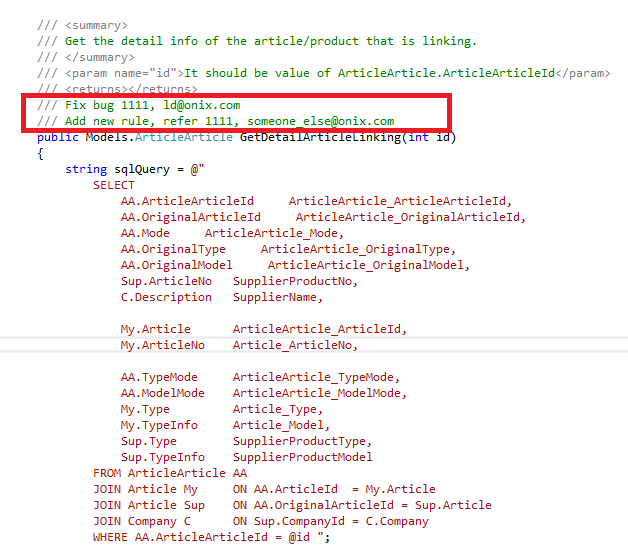 /// <summary>
/// Get the detail info of the article/product that is linking.
/// </summary>
/// <param name="id">It should be value of ArticleArticle.ArticleArticleId</param>
/// <returns></returns>
/// Fix bug 1111, ld@onix.com
/// Add new rule, refer 1111, someone_else@onix.com
public Models.ArticleArticle GetDetailArticleLinking(int id)
{
    string sqlQuery = @"
        SELECT
            AA.ArticleArticleId     ArticleArticle_ArticleArticleId,
            AA.OriginalArticleId     ArticleArticle_OriginalArticleId,
            AA.Mode     ArticleArticle_Mode,
            AA.OriginalType     ArticleArticle_OriginalType,
            AA.OriginalModel     ArticleArticle_OriginalModel,
            Sup.ArticleNo   SupplierProductNo,
            C.Description   SupplierName,

            My.Article      ArticleArticle_ArticleId,
            My.ArticleNo    Article_ArticleNo,

            AA.TypeMode     ArticleArticle_TypeMode,
            AA.ModelMode    ArticleArticle_ModelMode,
            My.Type         Article_Type,
            My.TypeInfo     Article_Model,
            Sup.Type        SupplierProductType,
            Sup.TypeInfo    SupplierProductModel
        FROM ArticleArticle AA
        JOIN Article My     ON AA.ArticleId  = My.Article
        JOIN Article Sup    ON AA.OriginalArticleId = Sup.Article
        JOIN Company C      ON Sup.CompanyId = C.Company
        WHERE AA.ArticleArticleId = @id ";